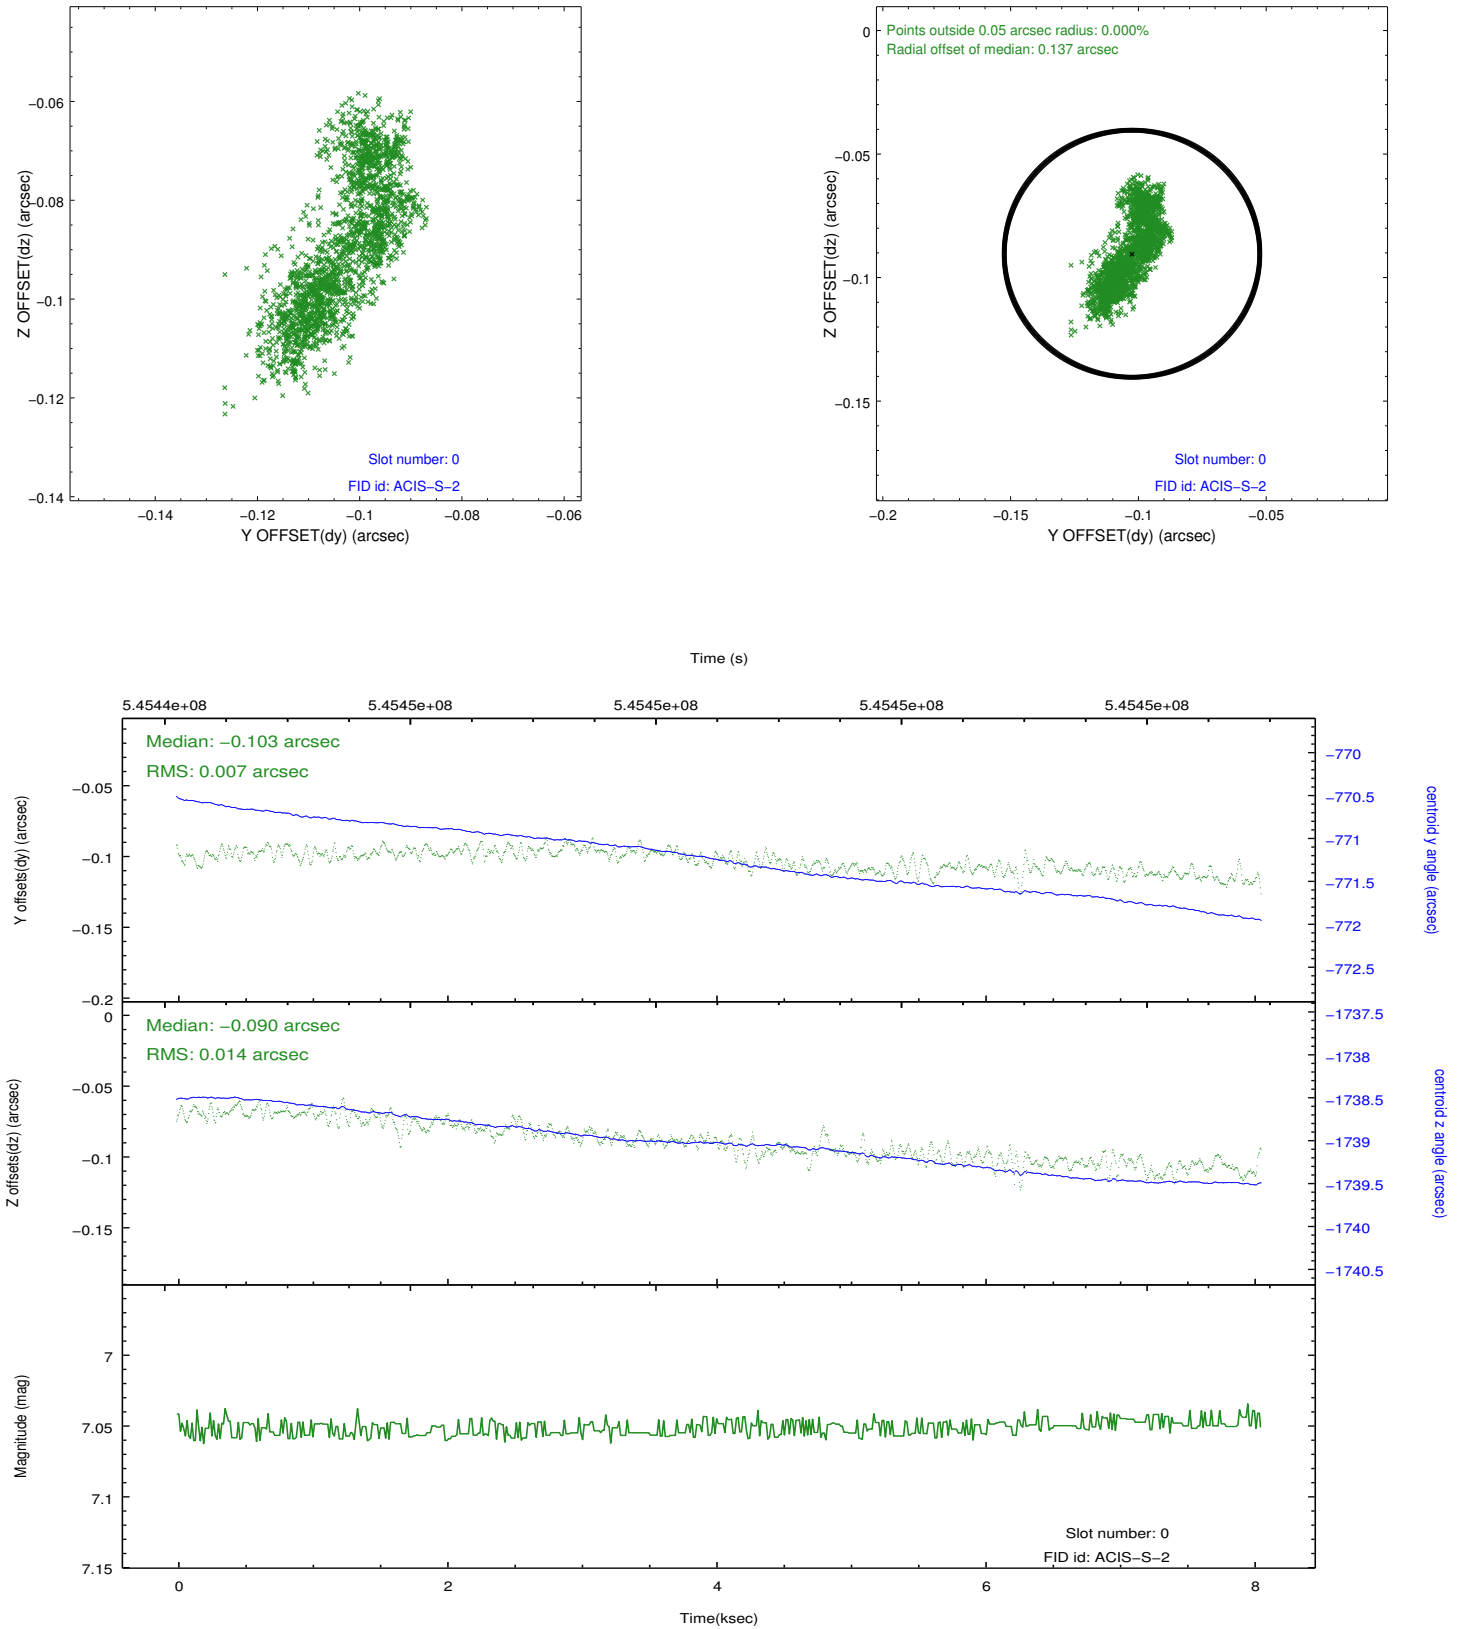 −0.06
−0.08
−0.1
−0.12
−0.14
Z OFFSET(dz) (arcsec)
Slot number: 0
FID id: ACIS−S−2
−0.14 −0.12 −0.1 −0.08 −0.06
Y OFFSET(dy) (arcsec)
Points outside 0.05 arcsec radius: 0.000%
Radial offset of median: 0.137 arcsec
0
−0.05
−0.1
−0.15
Z OFFSET(dz) (arcsec)
Slot number: 0
FID id: ACIS−S−2
−0.2 −0.15 −0.1 −0.05
Y OFFSET(dy) (arcsec)
Time (s)
5.4544e+08 5.4545e+08 5.4545e+08 5.4545e+08 5.4545e+08
Median: −0.103 arcsec
RMS: 0.007 arcsec
−0.05
−0.1
−0.15
−0.2
Y offsets(dy) (arcsec)
−770
−770.5
−771
−771.5
−772
−772.5
centroid y angle (arcsec)
Median: −0.090 arcsec
RMS: 0.014 arcsec
0
−0.05
−0.1
−0.15
Z offsets(dz) (arcsec)
−1737.5
−1738
−1738.5
−1739
−1739.5
−1740
−1740.5
centroid z angle (arcsec)
7
7.05
7.1
7.15
Magnitude (mag)
Slot number: 0
FID id: ACIS−S−2
0 2 4 6 8
Time(ksec)